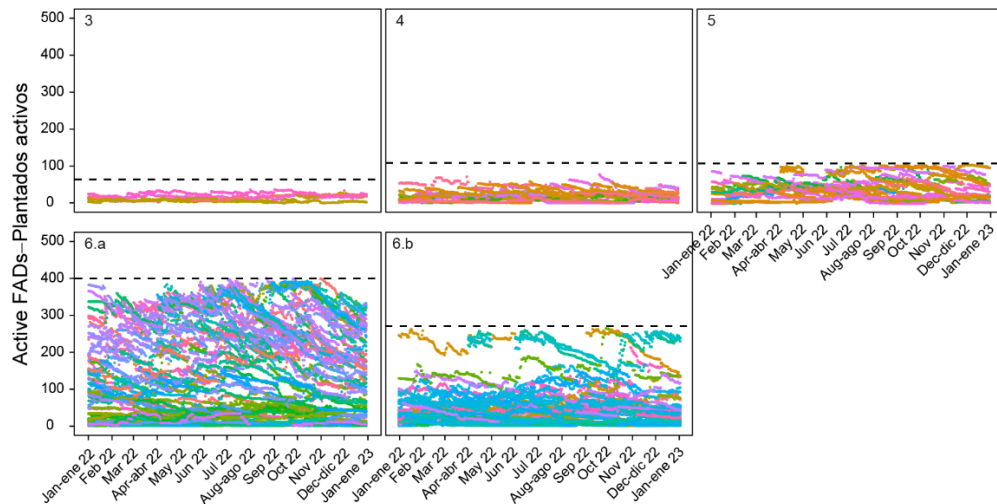 Active FADs–Plantados activos
500
400
300
200
100
0
3
4
5
Jan-ene 22
Feb 22
Mar 22
Apr-abr 22
May 22
Jun 22
Jul 22
Aug-ago 22
Sep 22
Oct 22
Nov 22
Dec-dic 22
Jan-ene 23
500
400
300
200
100
0
6.a
6.b
Jan-ene 22
Feb 22
Mar 22
Apr-abr 22
May 22
Jun 22
Jul 22
Aug-ago 22
Sep 22
Oct 22
Nov 22
Dec-dic 22
Jan-ene 23
Jan-ene 22
Feb 22
Mar 22
Apr-abr 22
May 22
Jun 22
Jul 22
Aug-ago 22
Sep 22
Oct 22
Nov 22
Dec-dic 22
Jan-ene 23